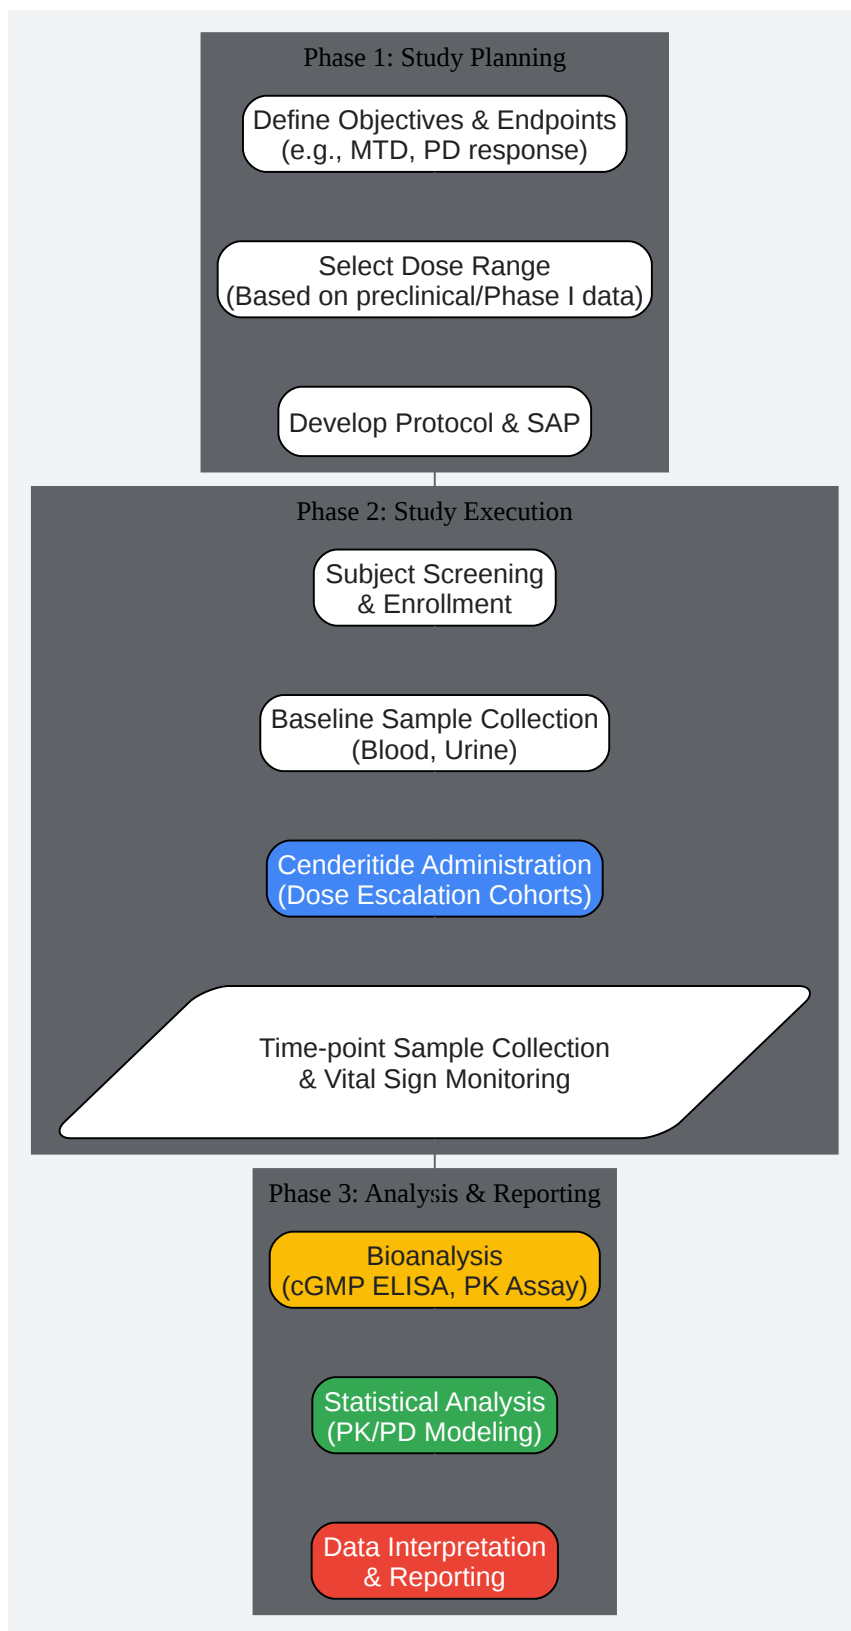 Phase 1: Study Planning
Define Objectives & Endpoints
(e.g., MTD, PD response)
Select Dose Range
(Based on preclinical/Phase I data)
Develop Protocol & SAP
Phase 2: Study Execution
Subject Screening
& Enrollment
Baseline Sample Collection
(Blood, Urine)
Cenderitide Administration
(Dose Escalation Cohorts)
Time-point Sample Collection
& Vital Sign Monitoring
Phase 3: Analysis & Reporting
Bioanalysis
(cGMP ELISA, PK Assay)
Statistical Analysis
(PK/PD Modeling)
Data Interpretation
& Reporting